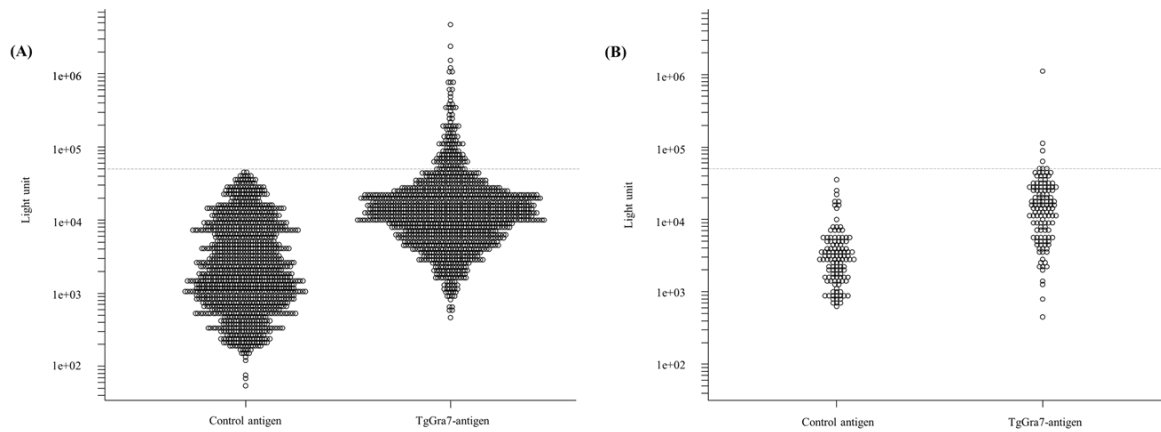 (A)
1e+06
1e+05
1e+04
1e+03
1e+02
Light unit
Control antigen
TgGra7-antigen
(B)
1e+06
1e+05
1e+04
1e+03
1e+02
Light unit
Control antigen
TgGra7-antigen